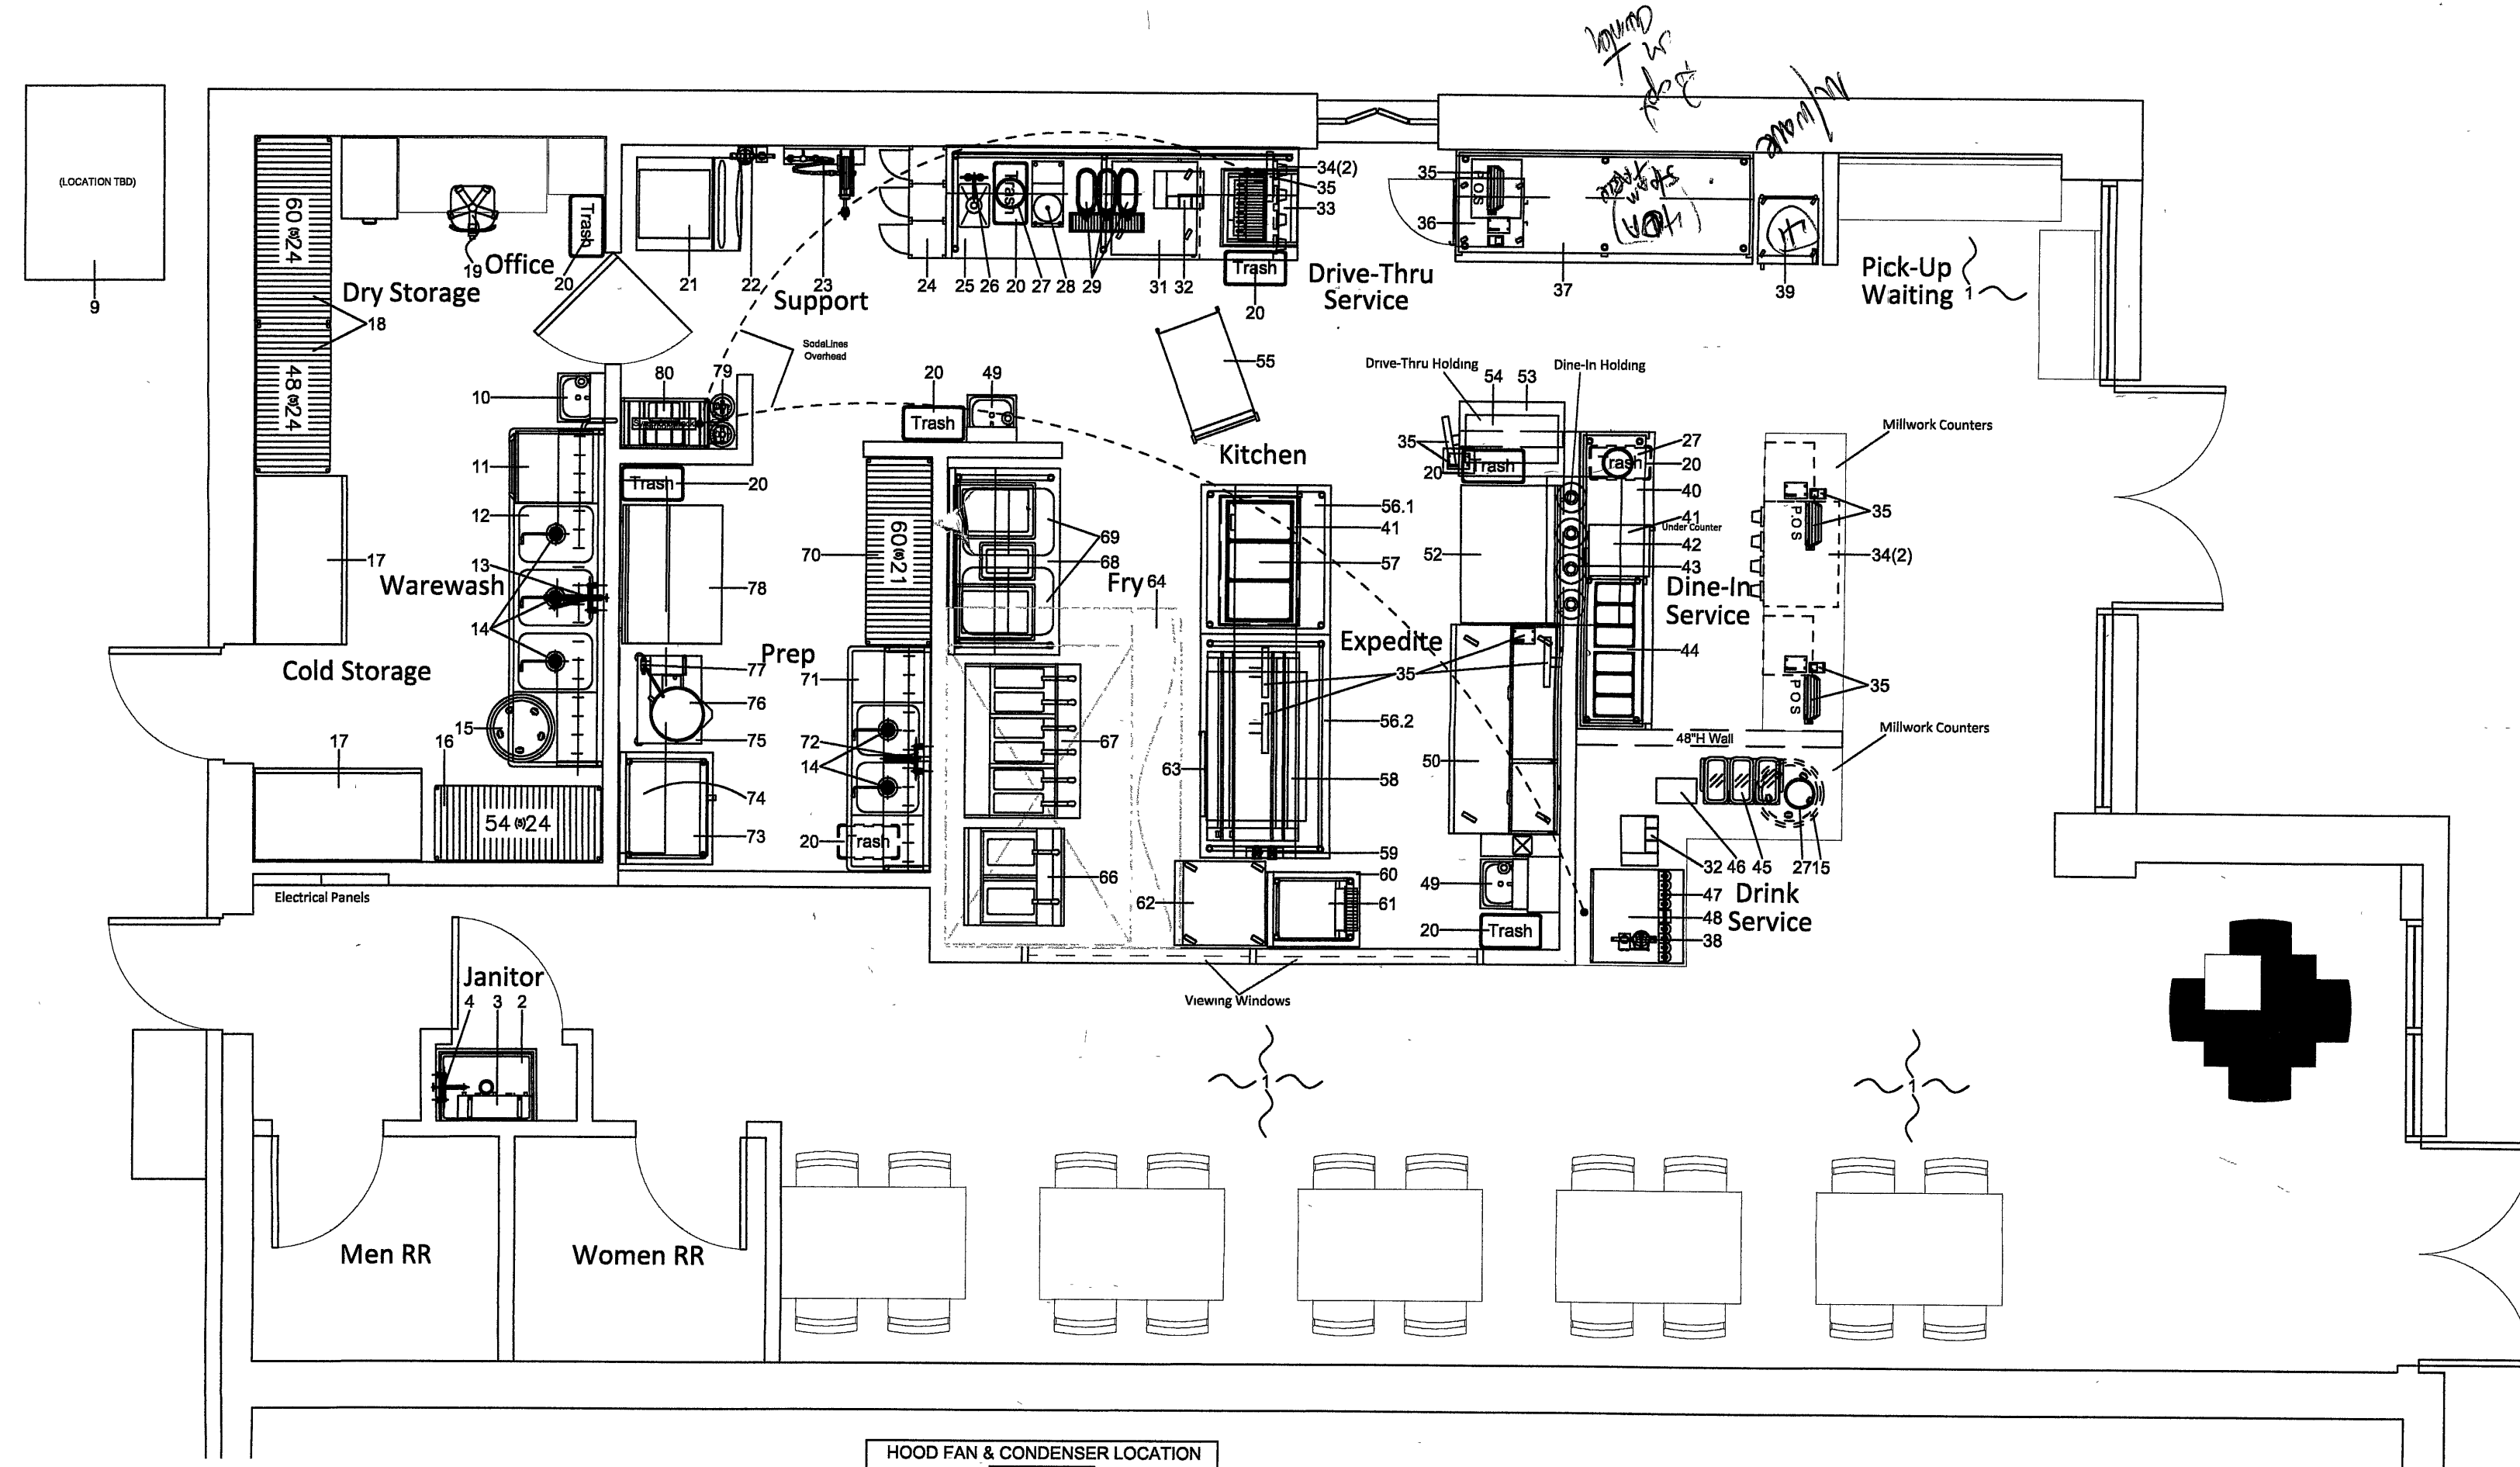 (LOCATION TBD)
9
60 (5) 24
48 (5) 24
18
Dry Storage
19
Office
Trash
20
21
22
Support
23
SodaLines
Overhead
24
25
26
Trash
20
27
28
29
31
32
34(2)
35
33
Trash
20
Drive-Thru
Service
35
P.O.S
36
37
39
Pick-Up
Waiting
1
10
11
12
13
14
15
16
17
Warewash
Cold Storage
17
54 (5) 24
Electrical Panels
80
79
Trash
20
78
Prep
77
76
75
74
73
20
Trash
49
70
60 (6) 21
71
72
14
20
Trash
69
68
Fry
64
67
66
55
Kitchen
56.1
41
57
Expedite
35
56.2
63
58
59
60
61
62
Viewing Windows
Drive-Thru Holding
54
53
Dine-In Holding
35
20
Trash
52
50
49
20
Trash
27
20
40
41
Under Counter
42
43
Dine-In
Service
44
Millwork Counters
35
P.O.S
34(2)
35
P.O.S
48"H Wall
Millwork Counters
32
46
45
27
15
47
Drink
Service
48
38
Janitor
4
3
2
1
1
Men RR
Women RR
HOOD FAN & CONDENSER LOCATION